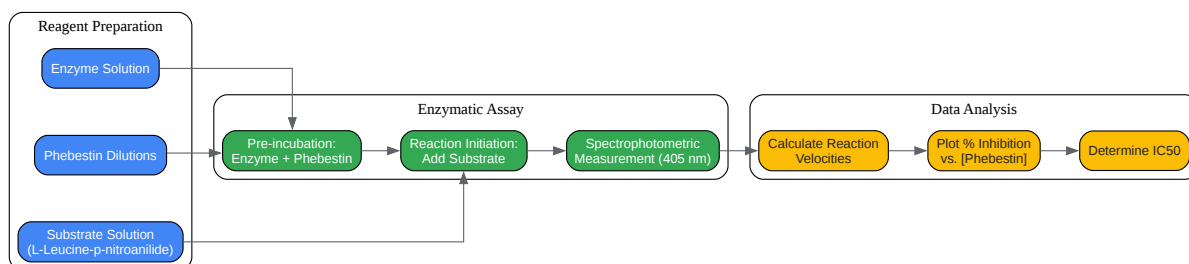 Reagent Preparation
Enzyme Solution
Phebestin Dilutions
Substrate Solution
(L-Leucine-p-nitroanilide)
Enzymatic Assay
Pre-incubation:
Enzyme + Phebestin
Reaction Initiation:
Add Substrate
Spectrophotometric
Measurement (405 nm)
Data Analysis
Calculate Reaction
Velocities
Plot % Inhibition
vs. [Phebestin]
Determine IC50